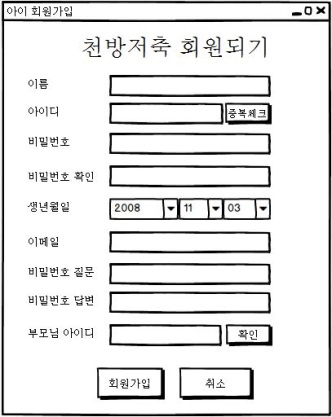 아이 회원가입
천방저축 회원되기
이름
아이디 중복체크
비밀번호
비밀번호 확인
생년월일 2008 11 03
이메일
비밀번호 질문
비밀번호 답변
부모님 아이디 확인
회원가입 취소